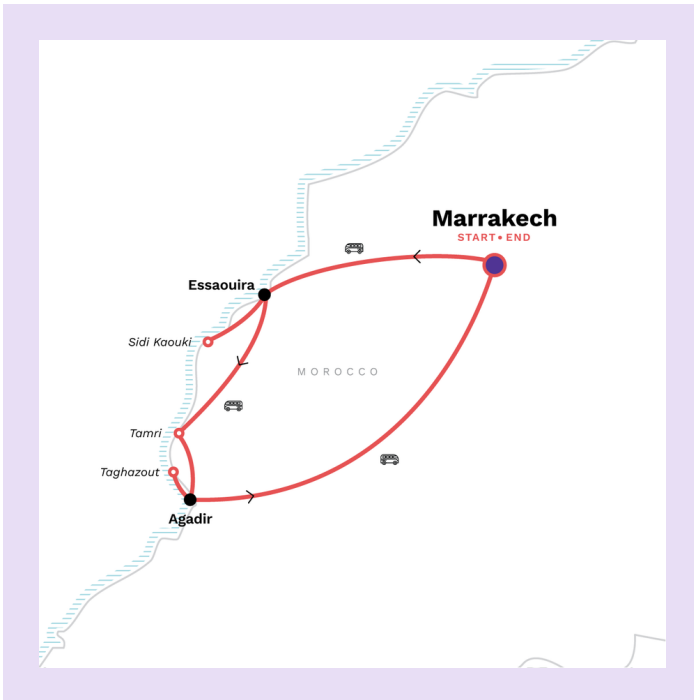 Marrakech
START • END
Essaouira
Sidi Kaouki
MOROCCO
Tamri
Taghazout
Agadir